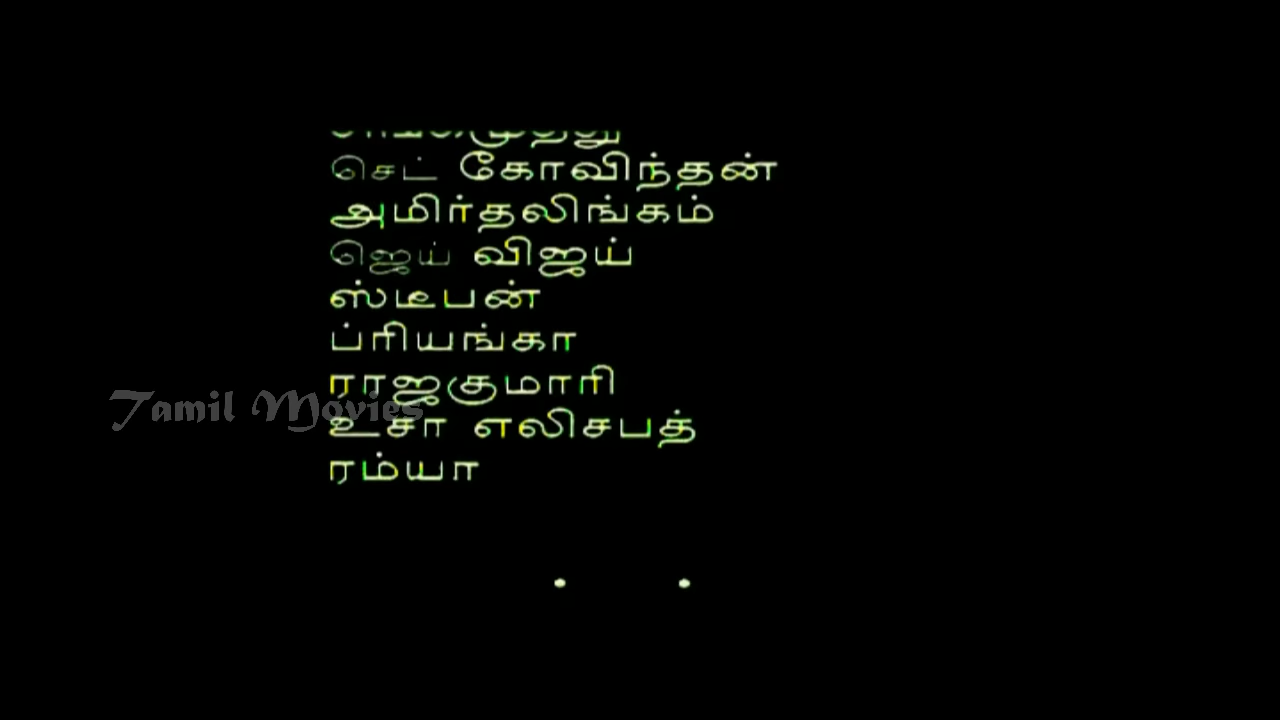 செட் கோவிந்தன்
அமிர்தலிங்கம்
ஜெய் விஜய்
ஸ்டீபன்
ப்ரியங்கா
ராஜகுமாரி
Tamil Movies
உசா எலிசபத்
ரம்யா